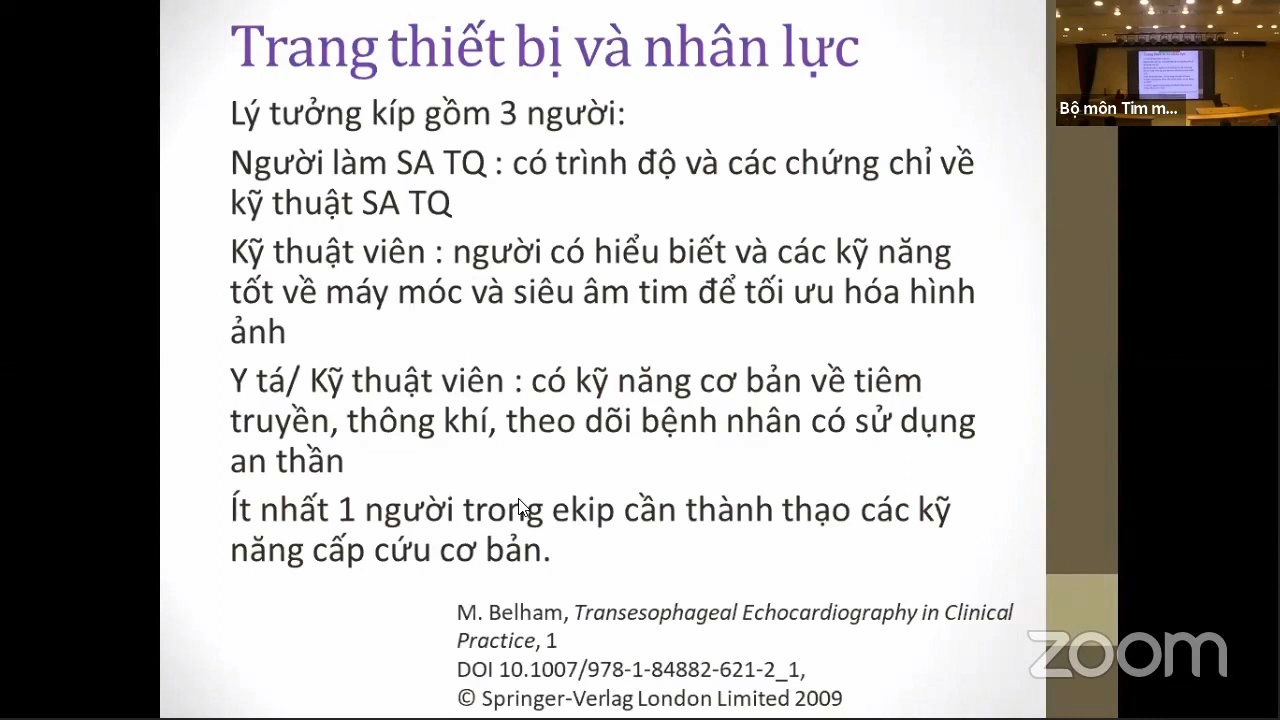 Trang thiết bị và nhân lực
Lý tưởng kíp gồm 3 người:
Người làm SA TQ : có trình độ và các chứng chỉ về
kỹ thuật SA TQ
Kỹ thuật viên : người có hiểu biết và các kỹ năng
tốt về máy móc và siêu âm tim để tối ưu hóa hình
ảnh
Y tá/ Kỹ thuật viên : có kỹ năng cơ bản về tiêm
truyền, thông khí, theo dõi bệnh nhân có sử dụng
an thần
Ít nhất 1 người trong ekip cần thành thạo các kỹ
năng cấp cứu cơ bản.
M. Belham, Transesophageal Echocardiography in Clinical
Practice, 1
DOI 10.1007/978-1-84882-621-2_1,
© Springer-Verlag London Limited 2009
Bộ môn Tim m...
zoom